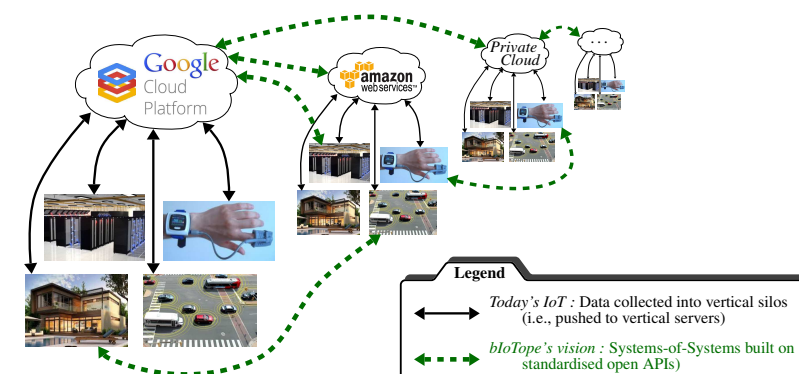 Google
Cloud
Platform
amazon
webservices™
Private
Cloud
...
Legend
Today's IoT : Data collected into vertical silos
(i.e., pushed to vertical servers)
bIoTope's vision : Systems-of-Systems built on
standardised open APIs)